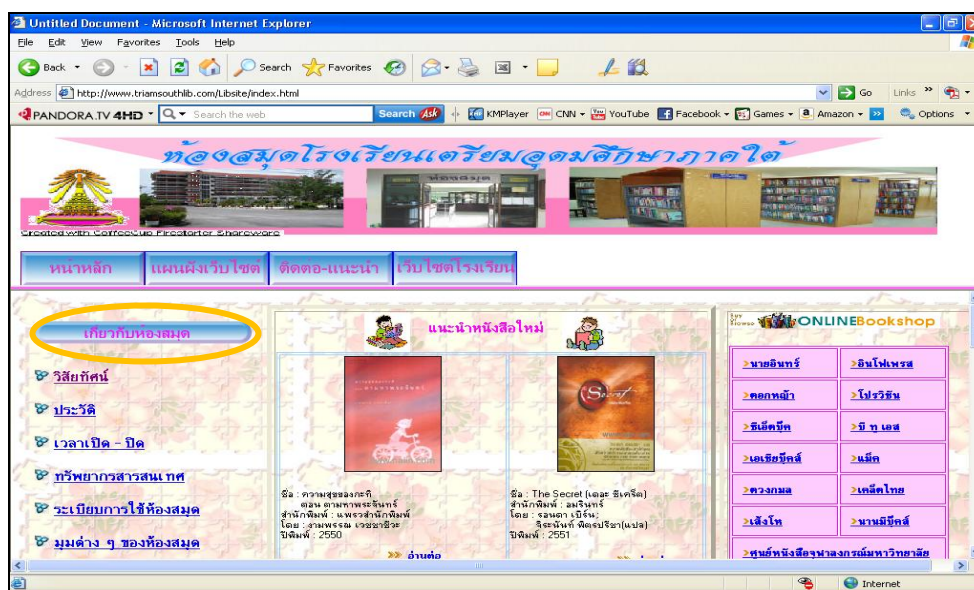 Untitled Document - Microsoft Internet Explorer
File Edit View Favorites Tools Help
Back Search Favorites
Address http://www.triamsouthlib.com/Libsite/index.html Go Links
PANDORA.TV 4HD Search the web Search Ask KMPlayer CNN YouTube Facebook Games Amazon Options
ห้องสมุดโรงเรียนเตรียมอุดมศึกษาภาคใต้
ห้องสมุด
Created with CoffeeCup Firestarter Shareware
หน้าหลัก แผนผังเว็บไซต์ ติดต่อ-แนะนำ เว็บไซต์โรงเรียน
เกี่ยวกับห้องสมุด
วิสัยทัศน์
ประวัติ
เวลาเปิด - ปิด
ทรัพยากรสารสนเทศ
ระเบียบการใช้ห้องสมุด
มุมต่าง ๆ ของห้องสมุด
แนะนำหนังสือใหม่
The Secret
ชื่อ : ความสุขของกะทิ
ตอน ตามหาพระจันทร์
สำนักพิมพ์ : แพรวสำนักพิมพ์
โดย : งามพรรณ เวชชาชีวะ
ปีพิมพ์ : 2550
>> อ่านต่อ
ชื่อ : The Secret (เดอะ ซีเคร็ต)
สำนักพิมพ์ : อมรินทร์
โดย : รอนดา เบิร์น;
จิระนันท์ พิตรปรีชา(แปล)
ปีพิมพ์ : 2551
ONLINEBookshop
>นายอินทร์ >อินโฟเพรส
>ดอกหญ้า >โปรวิชัน
>ซีเอ็ดบุ๊ค >บี ทู เอส
>เอเชียบุ๊คส์ >แม็ค
>ดวงกมล >เคล็ดไทย
>เส้งโห >นานมีบุ๊คส์
>ศูนย์หนังสือจุฬาลงกรณ์มหาวิทยาลัย
Internet